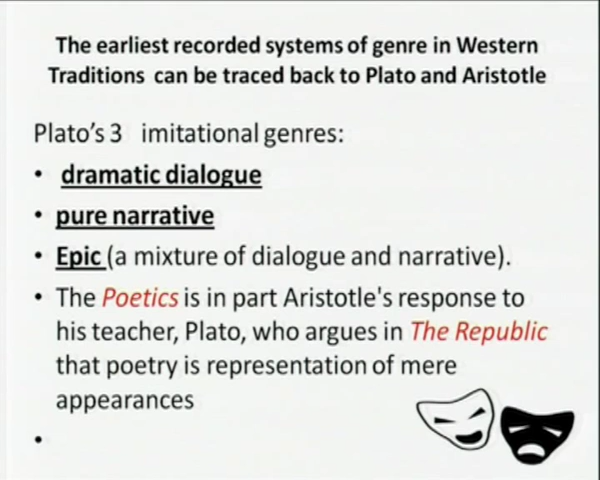 The earliest recorded systems of genre in Western
Traditions can be traced back to Plato and Aristotle
Plato's 3 imitational genres:
• dramatic dialogue
• pure narrative
• Epic (a mixture of dialogue and narrative).
• The Poetics is in part Aristotle's response to
his teacher, Plato, who argues in The Republic
that poetry is representation of mere
appearances
•